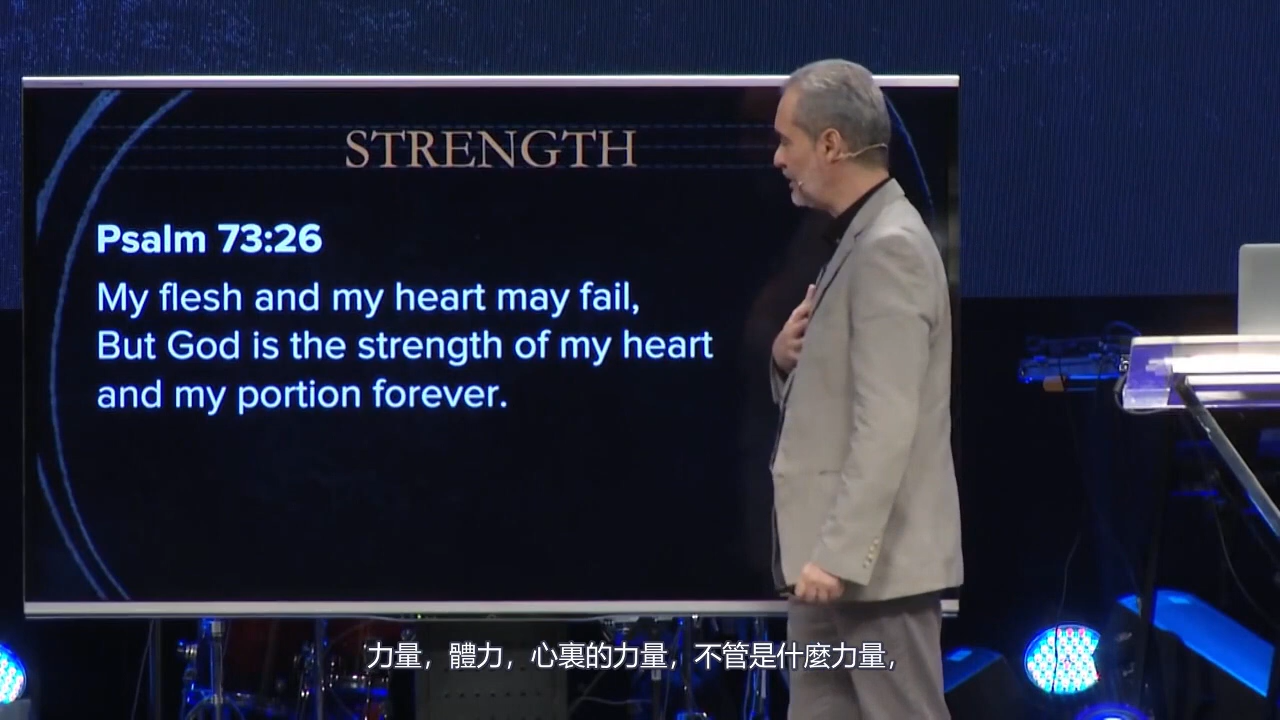 STRENGTH
Psalm 73:26
My flesh and my heart may fail,
But God is the strength of my heart
and my portion forever.
力量，體力，心裏的力量，不管是什麼力量，